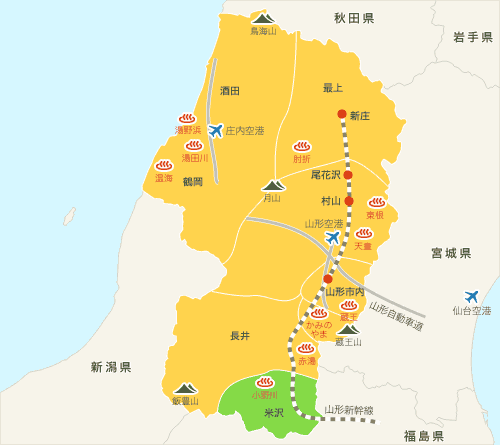 秋田県
鳥海山
岩手県
酒田
最上
新庄
湯野浜
庄内空港
湯田川
肘折
温海
鶴岡
尾花沢
月山
村山
東根
山形空港
天童
宮城県
山形市内
仙台空港
蔵王
山形自動車道
かみの
やま
長井
蔵王山
赤湯
新潟県
飯豊山
小野川
米沢
山形新幹線
福島県